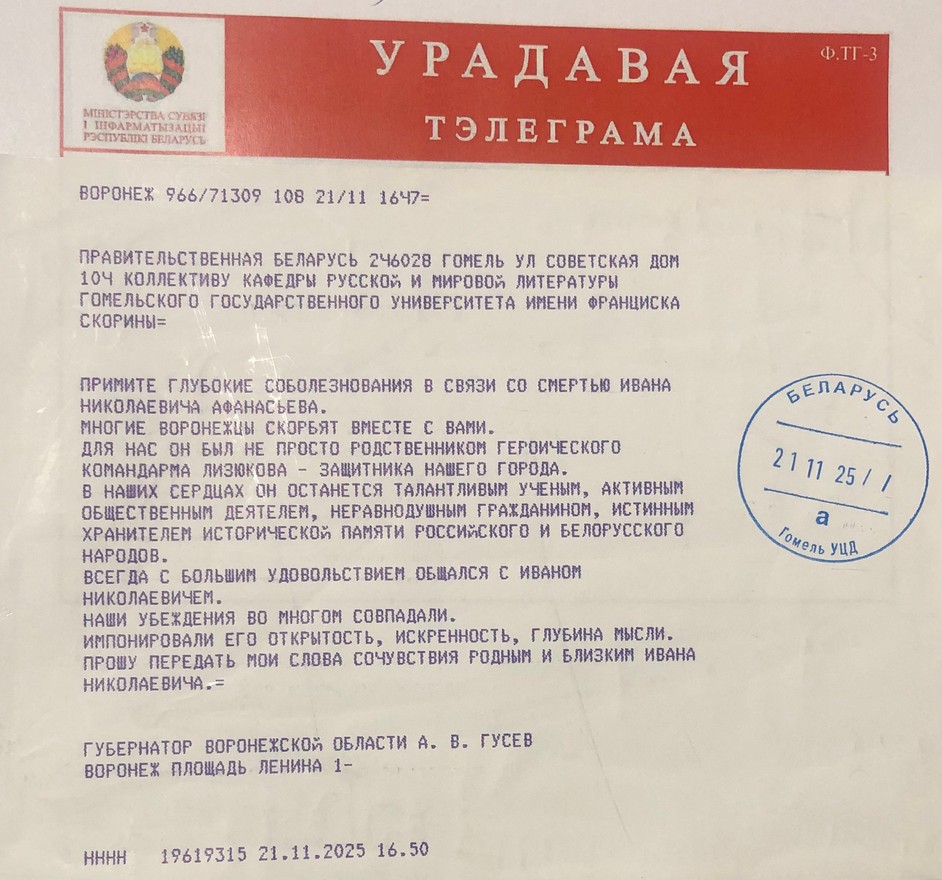 УРАДАВАЯ
Ф.ТГ-3
ТЭЛЕГРАМА
МІНІСТЭРСТВА СУВЯЗІ
І ІНФАРМАТЫЗАЦЫІ
РЭСПУБЛІКІ БЕЛАРУСЬ
ВОРОНЕЖ 966/71309 108 21/11 1647=
ПРАВИТЕЛЬСТВЕННАЯ БЕЛАРУСЬ 246028 ГОМЕЛЬ УЛ СОВЕТСКАЯ ДОМ
104 КОЛЛЕКТИВУ КАФЕДРЫ РУССКОЙ И МИРОВОЙ ЛИТЕРАТУРЫ
ГОМЕЛЬСКОГО ГОСУДАРСТВЕННОГО УНИВЕРСИТЕТА ИМЕНИ ФРАНЦИСКА
СКОРИНЫ=
ПРИМИТЕ ГЛУБОКИЕ СОБОЛЕЗНОВАНИЯ В СВЯЗИ СО СМЕРТЬЮ ИВАНА
НИКОЛАЕВИЧА АФАНАСЬЕВА.
МНОГИЕ ВОРОНЕЖЦЫ СКОРБЯТ ВМЕСТЕ С ВАМИ.
ДЛЯ НАС ОН БЫЛ НЕ ПРОСТО РОДСТВЕННИКОМ ГЕРОИЧЕСКОГО
КОМАНДАРМА ЛИЗЮКОВА - ЗАЩИТНИКА НАШЕГО ГОРОДА.
В НАШИХ СЕРДЦАХ ОН ОСТАНЕТСЯ ТАЛАНТЛИВЫМ УЧЕНЫМ, АКТИВНЫМ
ОБЩЕСТВЕННЫМ ДЕЯТЕЛЕМ, НЕРАВНОДУШНЫМ ГРАЖДАНИНОМ, ИСТИННЫМ
ХРАНИТЕЛЕМ ИСТОРИЧЕСКОЙ ПАМЯТИ РОССИЙСКОГО И БЕЛОРУССКОГО
НАРОДОВ.
ВСЕГДА С БОЛЬШИМ УДОВОЛЬСТВИЕМ ОБЩАЛСЯ С ИВАНОМ
НИКОЛАЕВИЧЕМ.
НАШИ УБЕЖДЕНИЯ ВО МНОГОМ СОВПАДАЛИ.
ИМПОНИРОВАЛИ ЕГО ОТКРЫТОСТЬ, ИСКРЕННОСТЬ, ГЛУБИНА МЫСЛИ.
ПРОШУ ПЕРЕДАТЬ МОИ СЛОВА СОЧУВСТВИЯ РОДНЫМ И БЛИЗКИМ ИВАНА
НИКОЛАЕВИЧА.=
БЕЛАРУСЬ
21 11 25 / /
а
Гомель УЦД
ГУБЕРНАТОР ВОРОНЕЖСКОЙ ОБЛАСТИ А. В. ГУСЕВ
ВОРОНЕЖ ПЛОЩАДЬ ЛЕНИНА 1-
НННН 19619315 21.11.2025 16.50